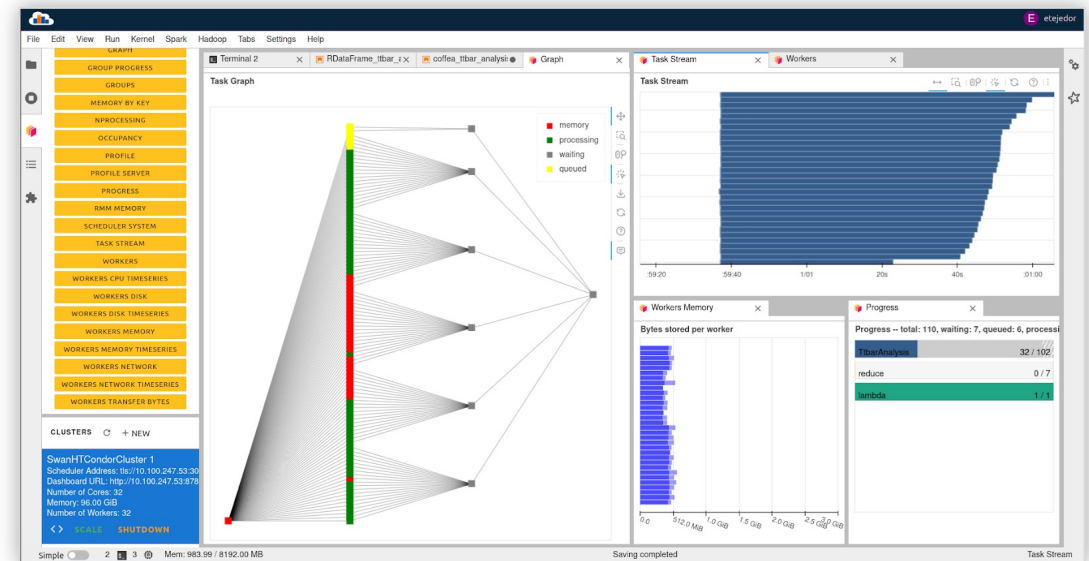 E etejedor
File Edit View Run Kernel Spark Hadoop Tabs Settings Help
GRAPH
GROUP PROGRESS
GROUPS
MEMORY BY KEY
NPROCESSING
OCCUPANCY
PROFILE
PROFILE SERVER
PROGRESS
RMM MEMORY
SCHEDULER SYSTEM
TASK STREAM
WORKERS
WORKERS CPU TIMESERIES
WORKERS DISK
WORKERS DISK TIMESERIES
WORKERS MEMORY
WORKERS MEMORY TIMESERIES
WORKERS NETWORK
WORKERS NETWORK TIMESERIES
WORKERS TRANSFER BYTES
CLUSTERS + NEW
SwanHTCondorCluster 1
Scheduler Address: tls://10.100.247.53:30
Dashboard URL: http://10.100.247.53:878
Number of Cores: 32
Memory: 96.00 GiB
Number of Workers: 32
<> SCALE SHUTDOWN
Terminal 2 RDataFrame_ttbar_ coffea_ttbar_analysi Graph
Task Graph
memory
processing
waiting
queued
Task Stream Workers
Task Stream
:59:20 :59:40 1/01 20s 40s :01:00
Workers Memory
Bytes stored per worker
0.0 512.0 MiB 1.0 GiB 1.5 GiB 2.0 GiB 2.5 GiB 3.0 GiB
Progress
Progress -- total: 110, waiting: 7, queued: 6, processi
TtbarAnalysis 32 / 102
reduce 0 / 7
lambda 1 / 1
Simple 2 3 Mem: 983.99 / 8192.00 MB Saving completed Task Stream